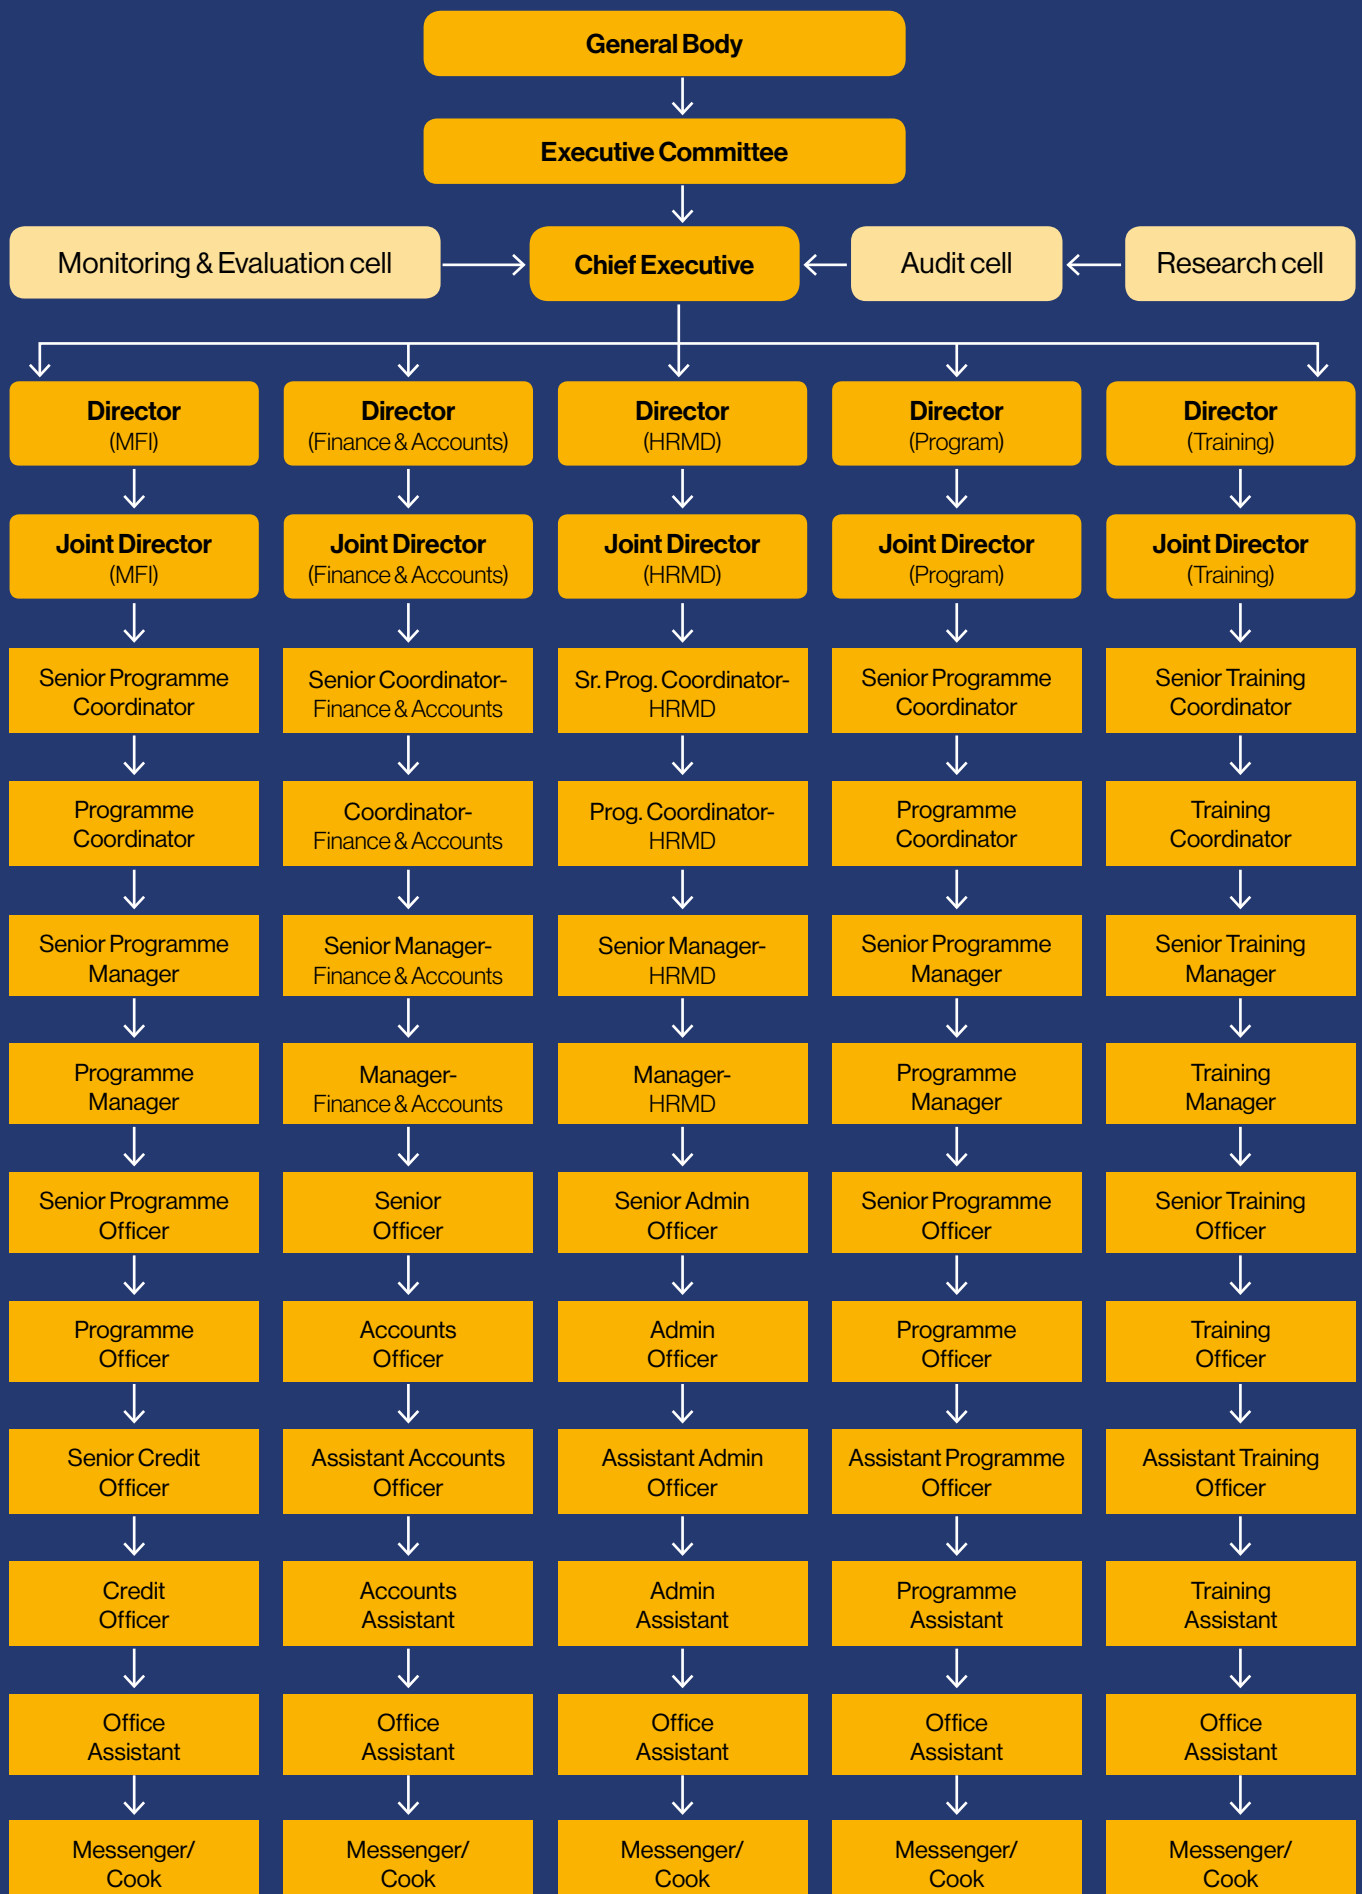 General Body
Executive Committee
Monitoring & Evaluation cell
Chief Executive
Audit cell
Research cell
Director
(MFI)
Director
(Finance & Accounts)
Director
(HRMD)
Director
(Program)
Director
(Training)
Joint Director
(MFI)
Joint Director
(Finance & Accounts)
Joint Director
(HRMD)
Joint Director
(Program)
Joint Director
(Training)
Senior Programme
Coordinator
Senior Coordinator-
Finance & Accounts
Sr. Prog. Coordinator-
HRMD
Senior Programme
Coordinator
Senior Training
Coordinator
Programme
Coordinator
Coordinator-
Finance & Accounts
Prog. Coordinator-
HRMD
Programme
Coordinator
Training
Coordinator
Senior Programme
Manager
Senior Manager-
Finance & Accounts
Senior Manager-
HRMD
Senior Programme
Manager
Senior Training
Manager
Programme
Manager
Manager-
Finance & Accounts
Manager-
HRMD
Programme
Manager
Training
Manager
Senior Programme
Officer
Senior
Officer
Senior Admin
Officer
Senior Programme
Officer
Senior Training
Officer
Programme
Officer
Accounts
Officer
Admin
Officer
Programme
Officer
Training
Officer
Senior Credit
Officer
Assistant Accounts
Officer
Assistant Admin
Officer
Assistant Programme
Officer
Assistant Training
Officer
Credit
Officer
Accounts
Assistant
Admin
Assistant
Programme
Assistant
Training
Assistant
Office
Assistant
Office
Assistant
Office
Assistant
Office
Assistant
Office
Assistant
Messenger/
Cook
Messenger/
Cook
Messenger/
Cook
Messenger/
Cook
Messenger/
Cook